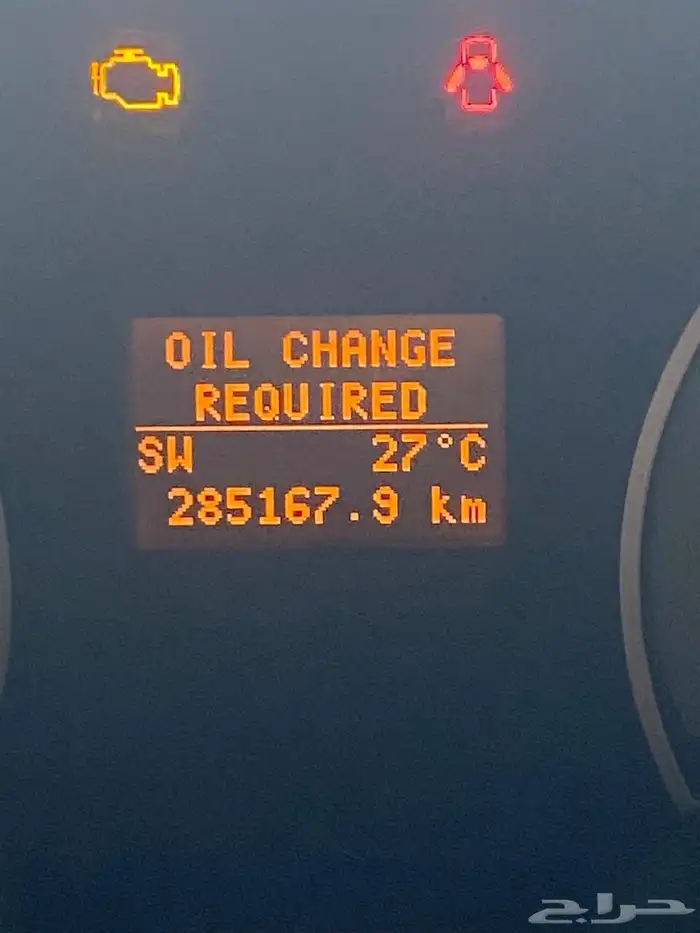 OIL CHANGE
REQUIRED
SW 27°C
285167.9 km
حراج